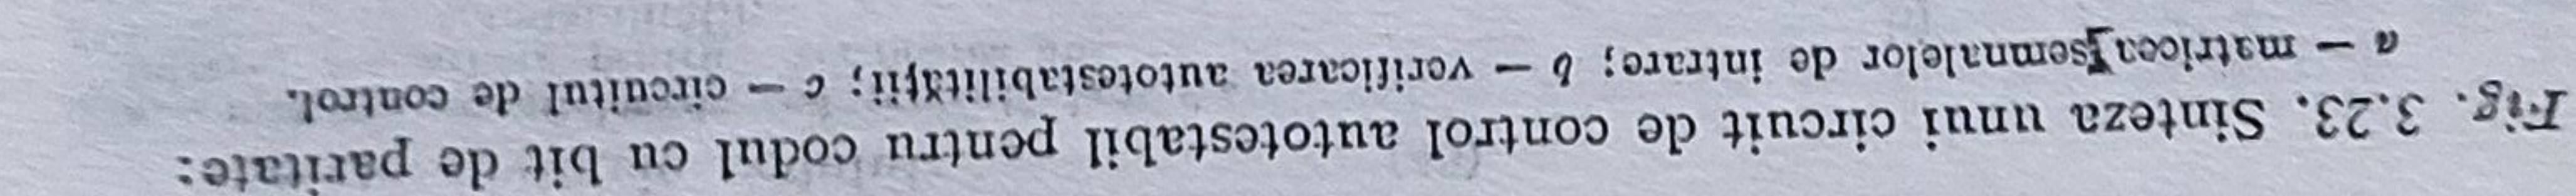 Fig. 3.23. Sinteza unui circuit de control autotestabil pentru codul cu bit de paritate:
a — matricea semnalelor de intrare; b — verificarea autotestabilității; c — circuitul de control.